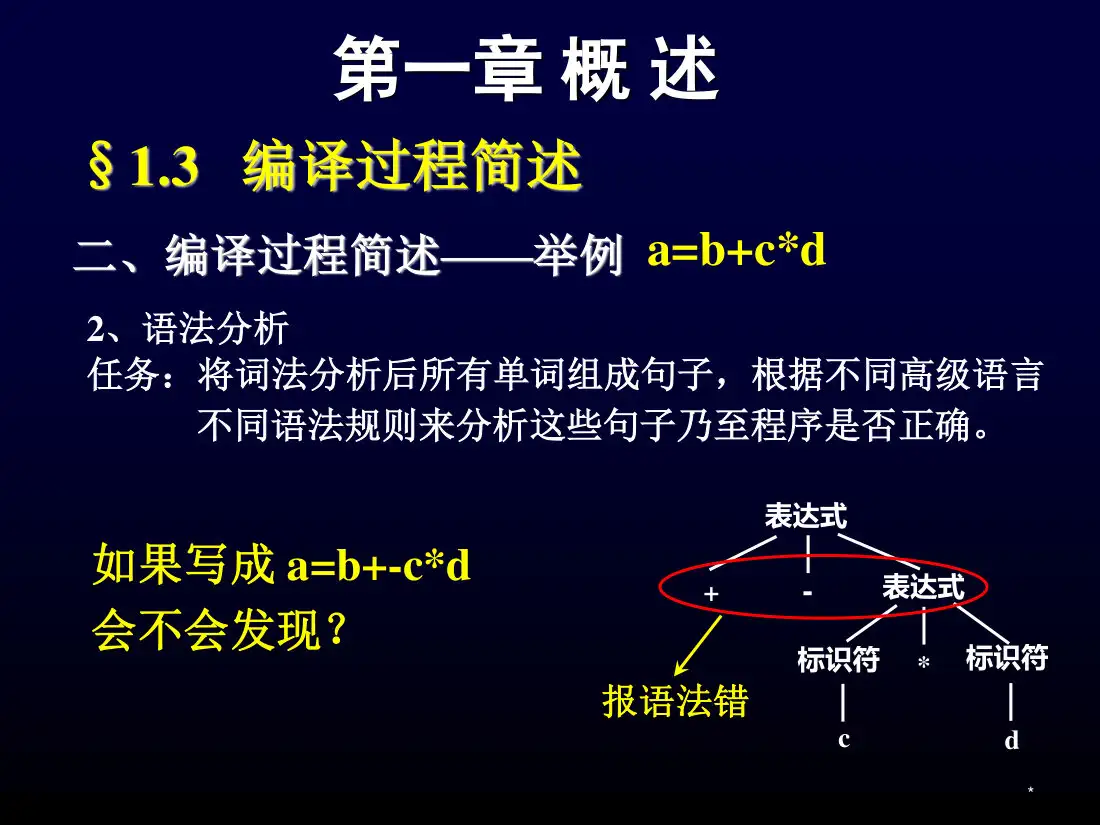 第一章 概 述
§1.3 编译过程简述
二、编译过程简述——举例 a=b+c*d
2、语法分析
任务：将词法分析后所有单词组成句子，根据不同高级语言
不同语法规则来分析这些句子乃至程序是否正确。
如果写成 a=b+-c*d
会不会发现？
表达式
+ - 表达式
标识符 * 标识符
报语法错
c d
*